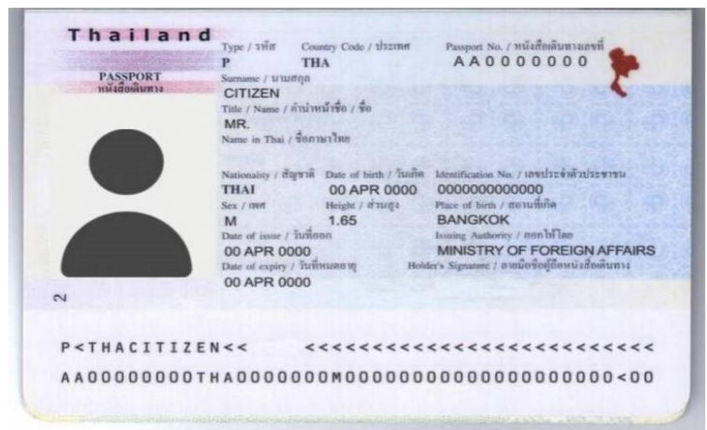 Thailand
PASSPORT
หนังสือเดินทาง
Type / รหัส Country Code / ประเทศ Passport No. / หนังสือเดินทางเลขที่
P THA AA0000000
Surname / นามสกุล
CITIZEN
Title / Name / คำนำหน้าชื่อ / ชื่อ
MR.
Name in Thai / ชื่อภาษาไทย
Nationality / สัญชาติ Date of birth / วันเกิด Identification No. / เลขประจำตัวประชาชน
THAI 00 APR 0000 0000000000000
Sex / เพศ Height / ส่วนสูง Place of birth / สถานที่เกิด
M 1.65 BANGKOK
Date of issue / วันที่ออก Issuing Authority / ออกให้โดย
00 APR 0000 MINISTRY OF FOREIGN AFFAIRS
Date of expiry / วันที่หมดอายุ Holder's Signature / ลายมือชื่อผู้ถือหนังสือเดินทาง
00 APR 0000
2
P<THACITIZEN<< <<<<<<<<<<<<<<<<<<<<<<<<<<
AA00000000THA0000000M00000000000000000000<00